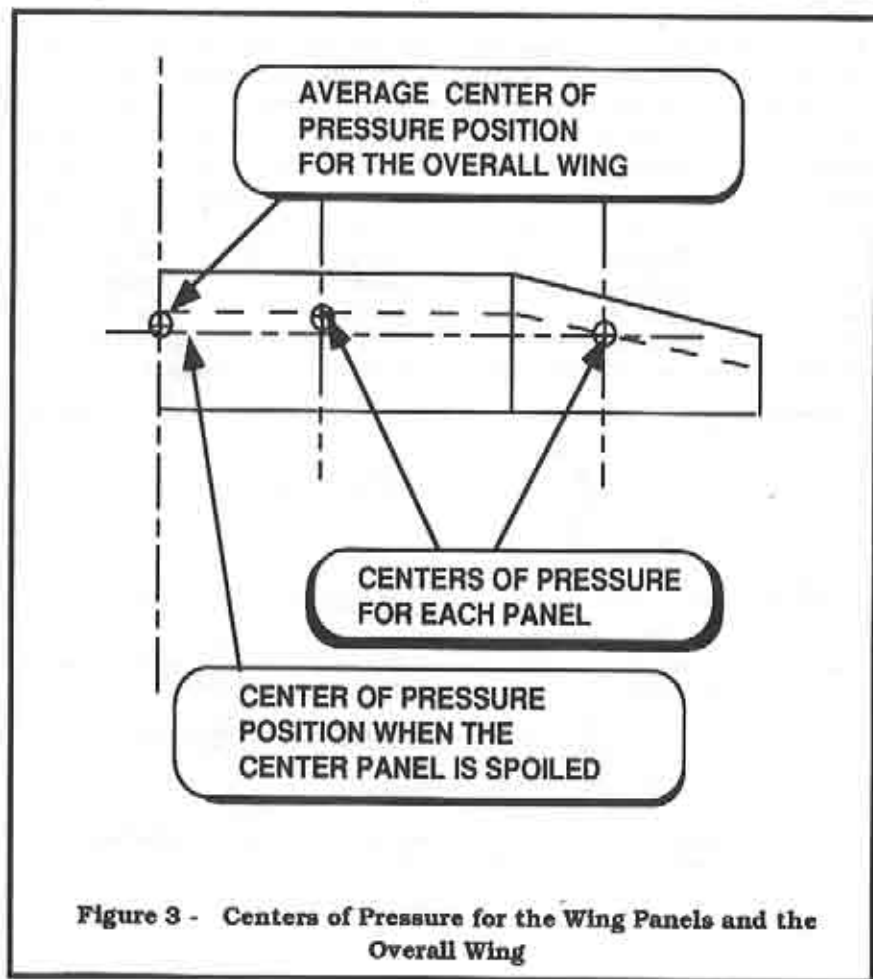 AVERAGE CENTER OF
PRESSURE POSITION
FOR THE OVERALL WING
CENTERS OF PRESSURE
FOR EACH PANEL
CENTER OF PRESSURE
POSITION WHEN THE
CENTER PANEL IS SPOILED
Figure 3 - Centers of Pressure for the Wing Panels and the
Overall Wing